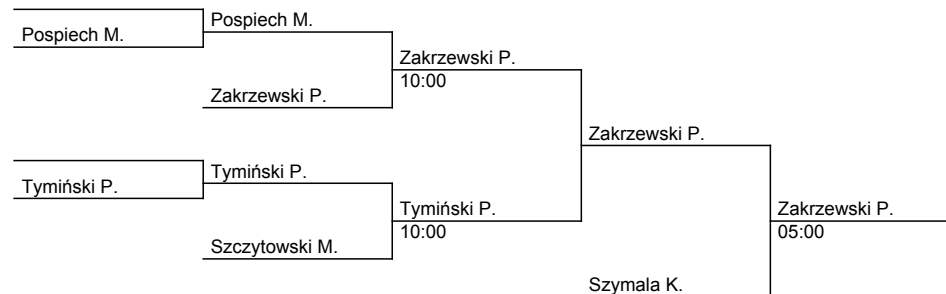 Pospiech M.
Pospiech M.
Zakrzewski P.
10:00
Zakrzewski P.
Zakrzewski P.
Tymiński P.
Tymiński P.
Tymiński P.
10:00
Szczytowski M.
Zakrzewski P.
05:00
Szymala K.